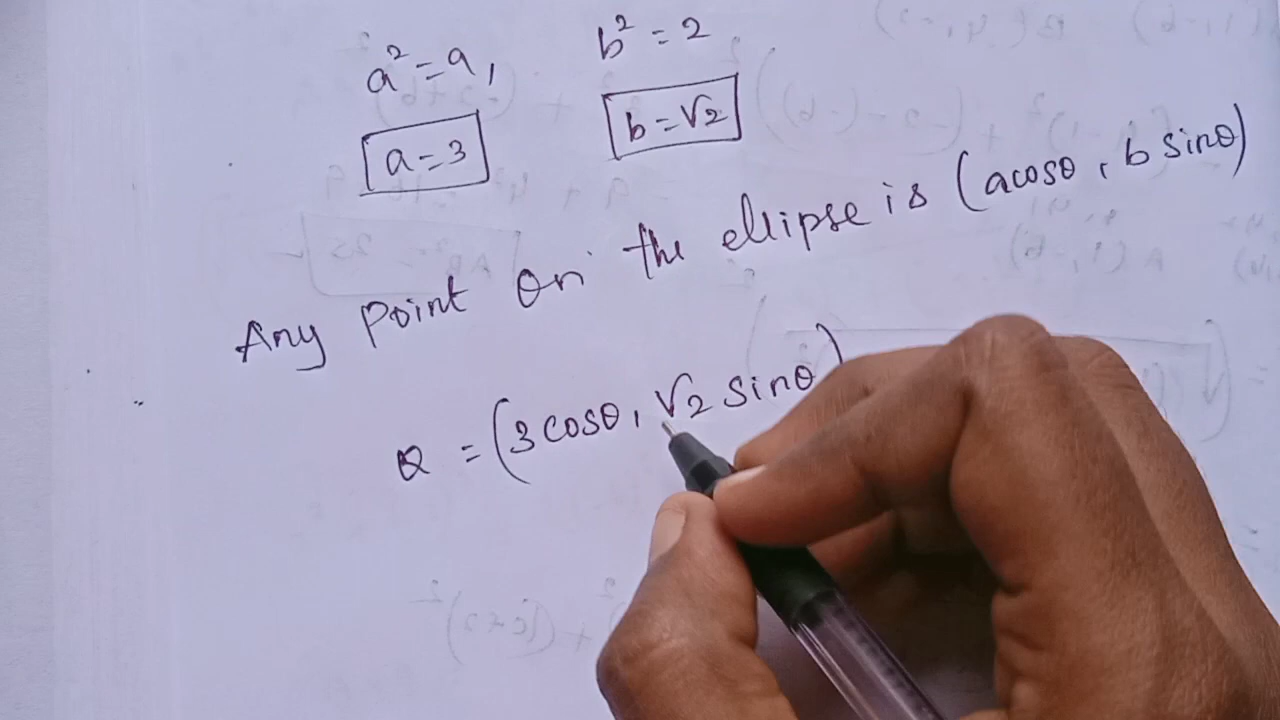 a² = 9, b² = 2
a = 3 b = √2
Any point on the ellipse is (a cosθ, b sinθ)
Q = (3 cosθ, √2 sinθ)